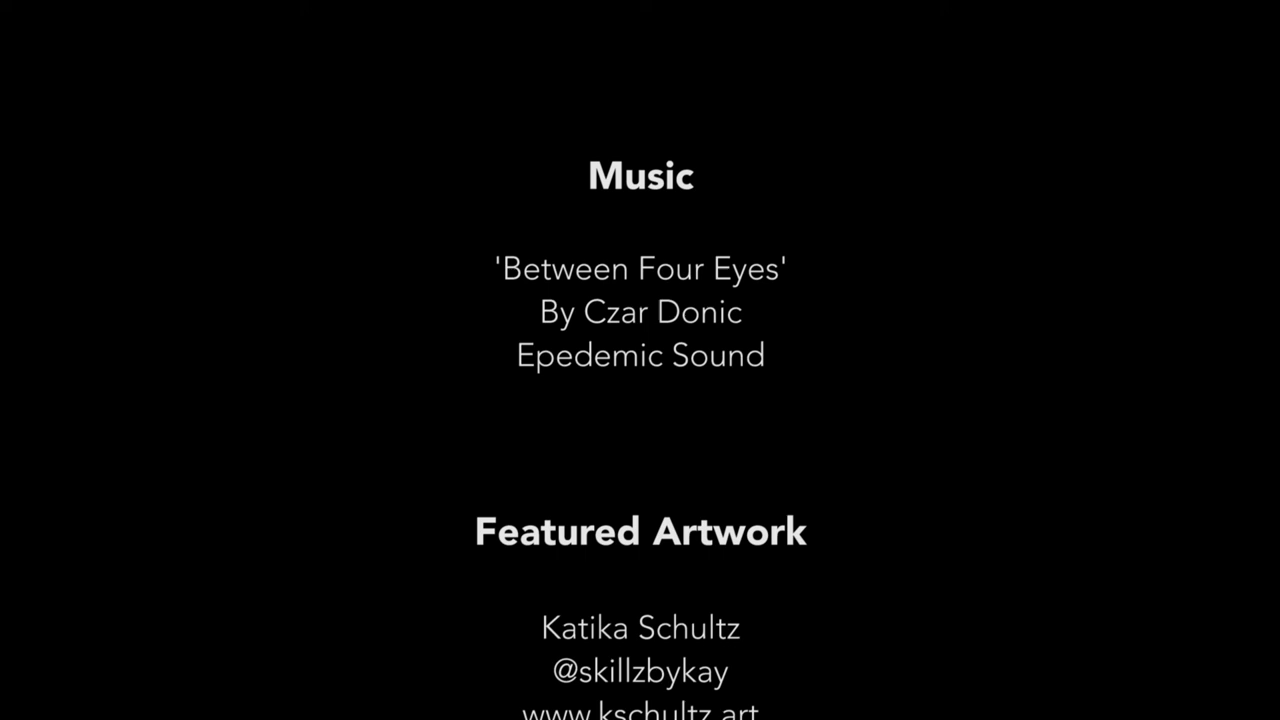 Music
'Between Four Eyes'
By Czar Donic
Epedemic Sound
Featured Artwork
Katika Schultz
@skillzbykay
www.kschultz.art